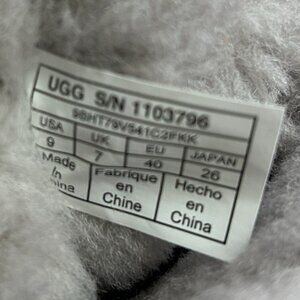 UGG S/N 1103796
USA UK EU JAPAN
9 7 40 26
Made in China
Fabrique en Chine
Hecho en China